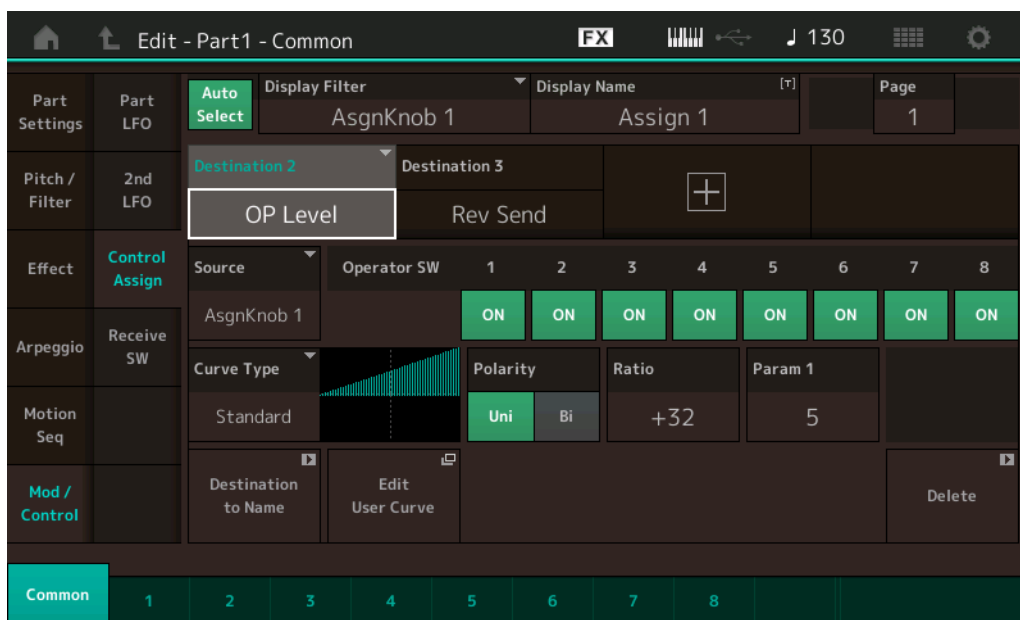 Edit - Part1 - Common
FX
♩ 130
Part
Settings
Part
LFO
Auto
Select
Display Filter
AsgnKnob 1
Display Name
[T]
Assign 1
Page
1
Pitch /
Filter
2nd
LFO
Destination 2
OP Level
Destination 3
Rev Send
Effect
Control
Assign
Source
AsgnKnob 1
Operator SW 1 2 3 4 5 6 7 8
ON ON ON ON ON ON ON ON
Arpeggio
Receive
SW
Curve Type
Standard
Polarity
Uni Bi
Ratio
+32
Param 1
5
Motion
Seq
Mod /
Control
Destination
to Name
Edit
User Curve
Delete
Common 1 2 3 4 5 6 7 8